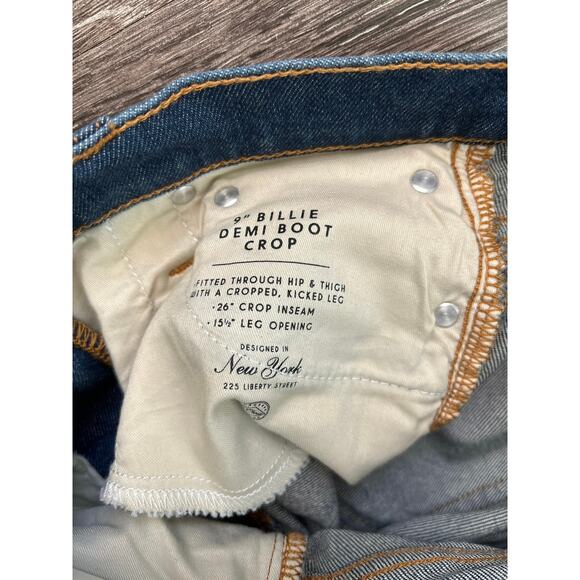 9" BILLIE
DEMI BOOT
CROP
FITTED THROUGH HIP & THIGH
WITH A CROPPED, KICKED LEG
• 26" CROP INSEAM
• 15½" LEG OPENING
DESIGNED IN
New York
225 LIBERTY STREET